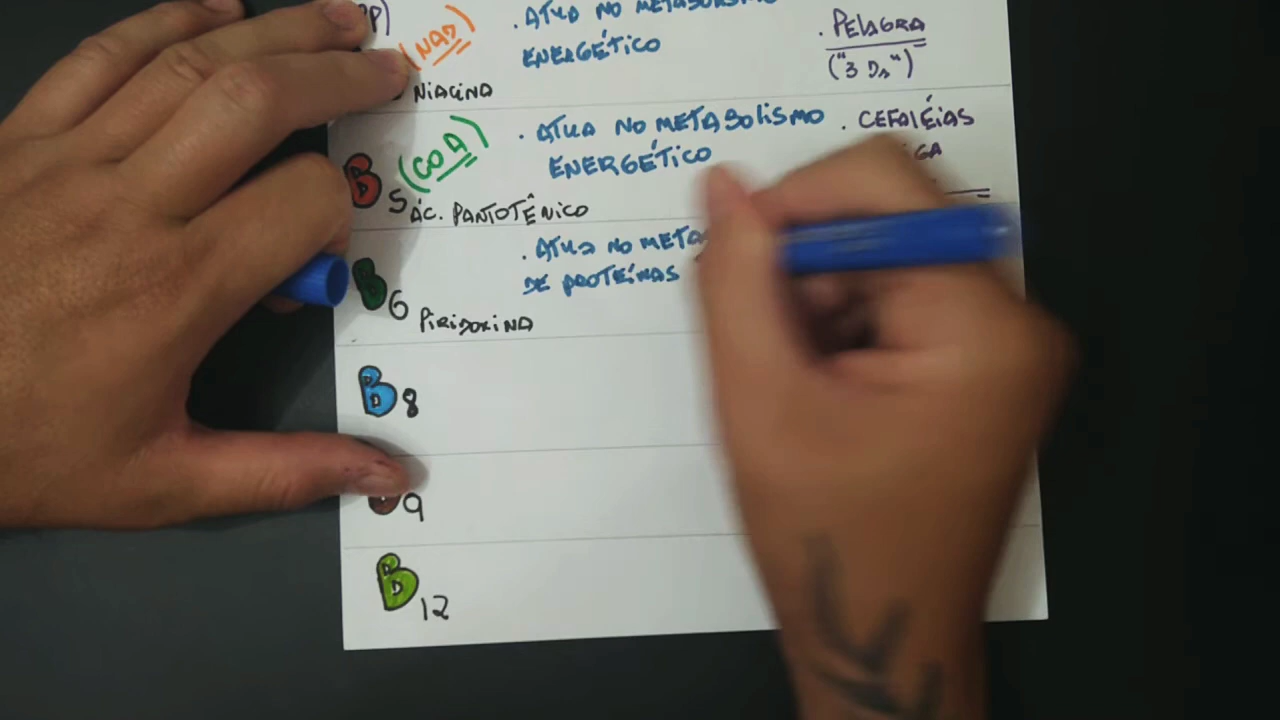 PP)
(NAD)
NIACINA
. ATUA NO METABOLISMO
ENERGÉTICO
. PELAGRA
("3 Ds")
B5 (COA)
ÁC. PANTOTÊNICO
. ATUA NO METABOLISMO
ENERGÉTICO
. CEFALÉIAS
B6
PIRIDOXINA
. ATUA NO
DE PROTEÍNAS
B8
9
B12